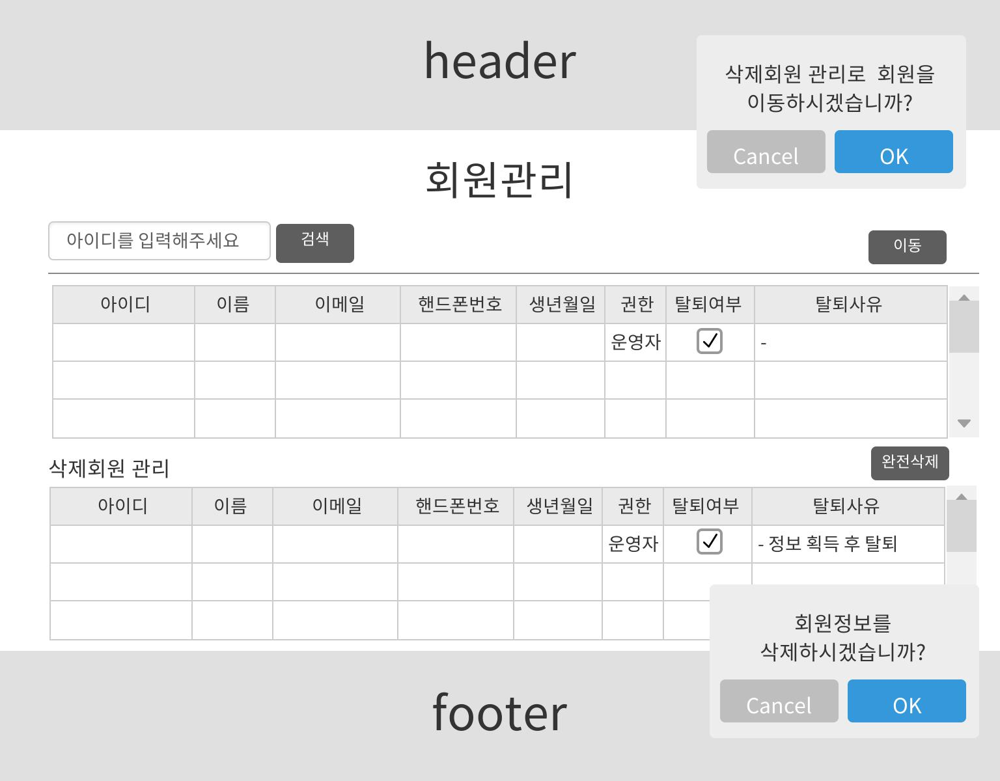 header
삭제회원 관리로 회원을
이동하시겠습니까?
Cancel
OK
회원관리
아이디를 입력해주세요
검색
이동
아이디 이름 이메일 핸드폰번호 생년월일 권한 탈퇴여부 탈퇴사유
운영자 -
삭제회원 관리
완전삭제
아이디 이름 이메일 핸드폰번호 생년월일 권한 탈퇴여부 탈퇴사유
운영자 - 정보 획득 후 탈퇴
회원정보를
삭제하시겠습니까?
Cancel
OK
footer